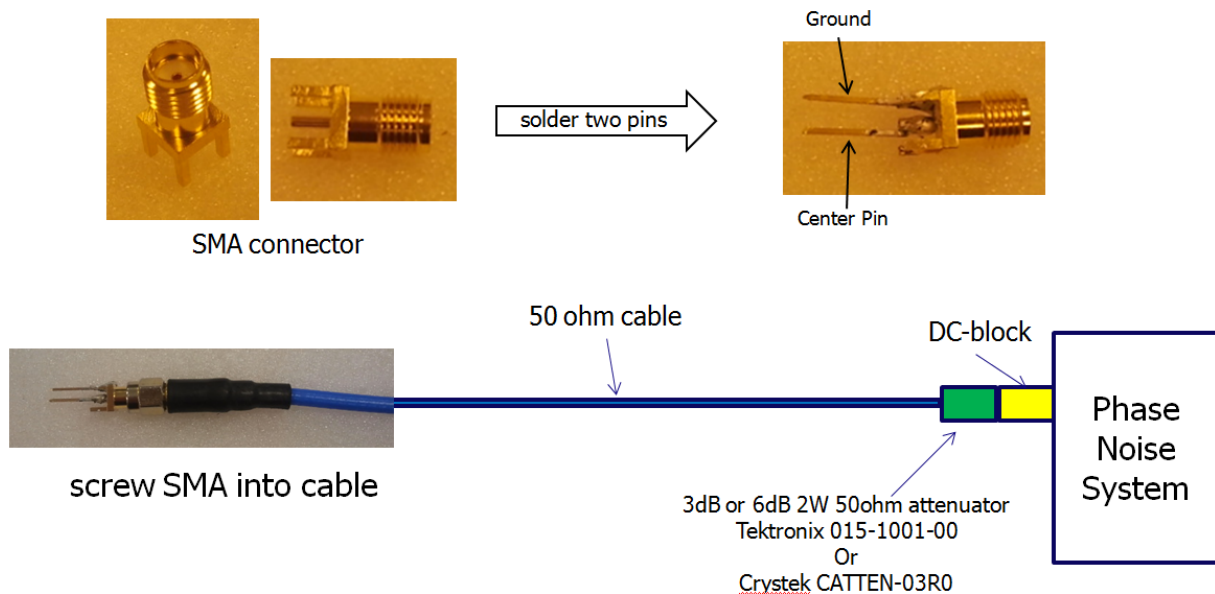 Ground
solder two pins
Center Pin
SMA connector
50 ohm cable
DC-block
Phase
Noise
System
screw SMA into cable
3dB or 6dB 2W 50ohm attenuator
Tektronix 015-1001-00
Or
Crystek CATTEN-03R0